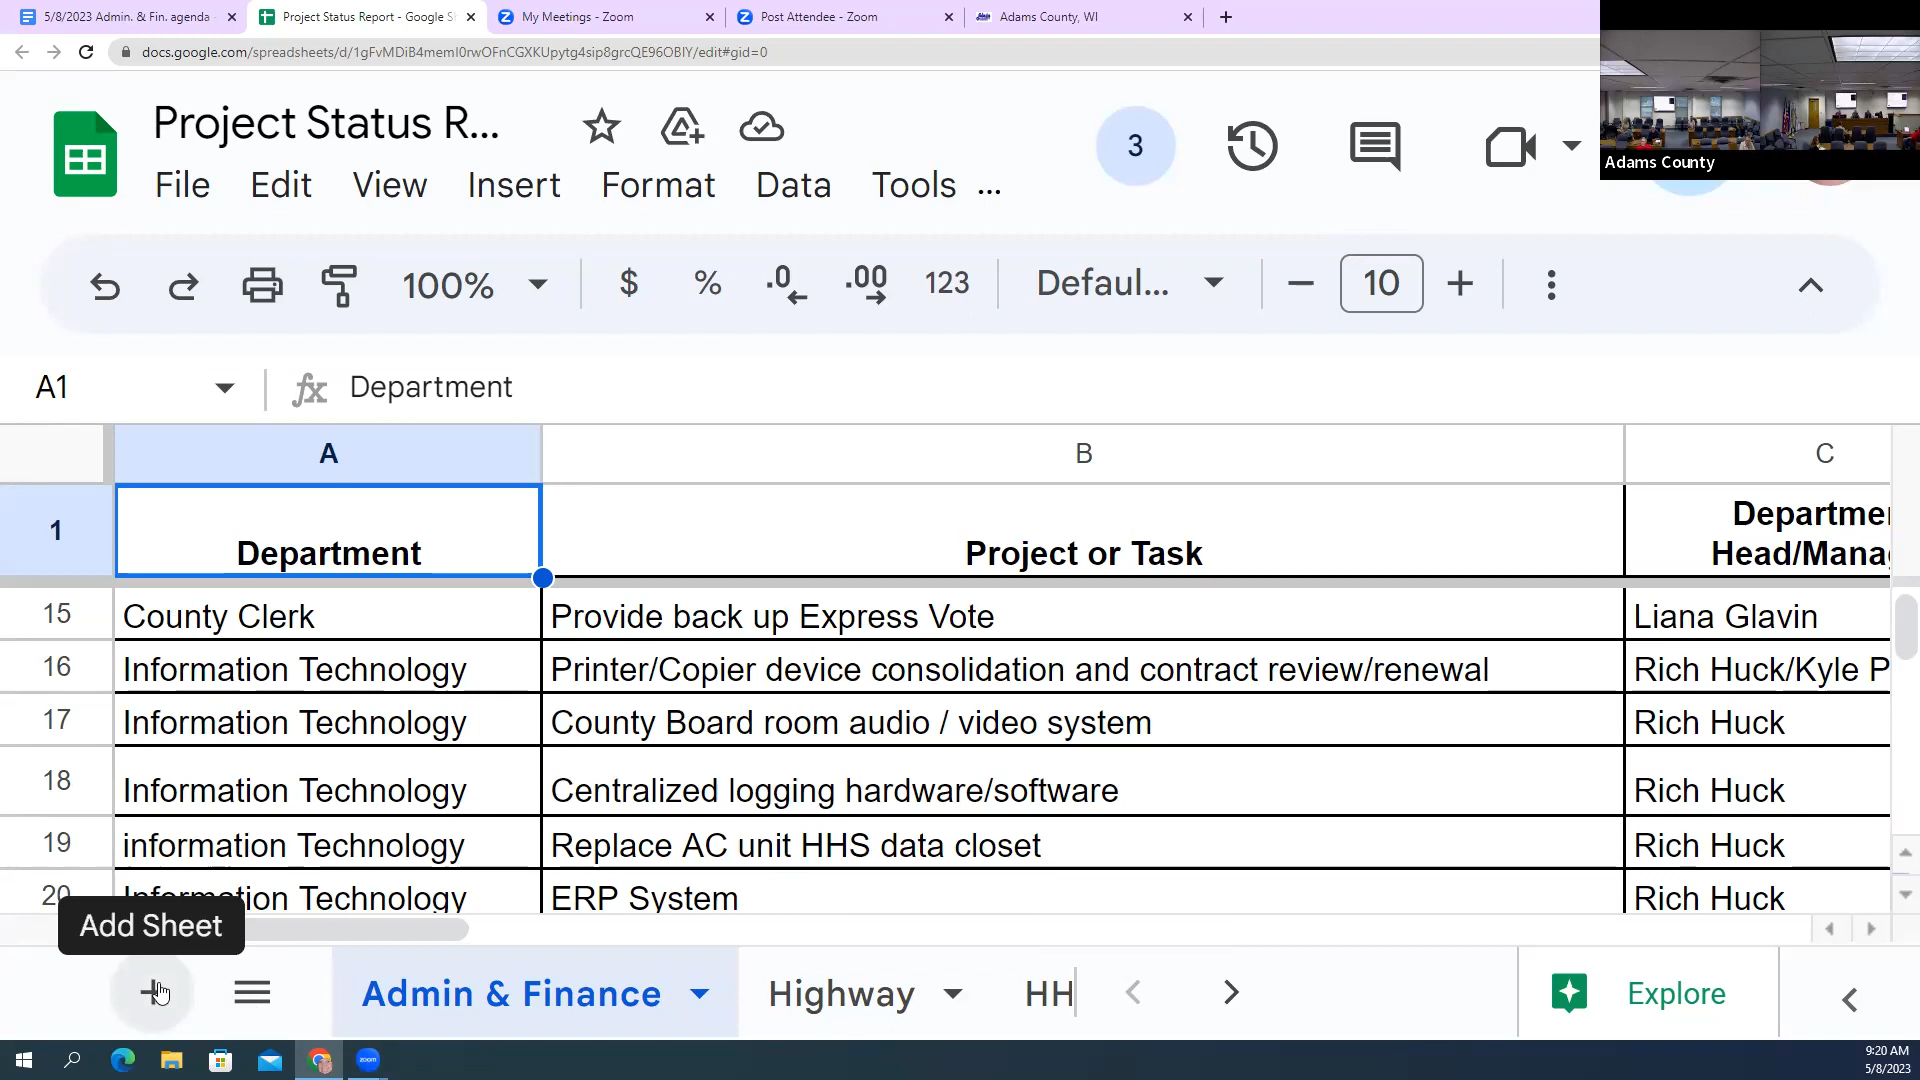 5/8/2023 Admin. & Fin. agenda
Project Status Report - Google S
My Meetings - Zoom
Post Attendee - Zoom
Adams County, WI
docs.google.com/spreadsheets/d/1gFvMDiB4memI0rwOFnCGXKUpytg4sip8grcQE96OBIY/edit#gid=0
Adams County
Project Status R...
3
File Edit View Insert Format Data Tools ...
100% $ % .0 .00 123 Defaul... 10
A1 fx Department
A B C
1 Department Project or Task Departmen
Head/Manag
15 County Clerk Provide back up Express Vote Liana Glavin
16 Information Technology Printer/Copier device consolidation and contract review/renewal Rich Huck/Kyle P
17 Information Technology County Board room audio / video system Rich Huck
18 Information Technology Centralized logging hardware/software Rich Huck
19 information Technology Replace AC unit HHS data closet Rich Huck
20 Information Technology ERP System Rich Huck
Add Sheet
Admin & Finance Highway HH Explore
zoom
9:20 AM
5/8/2023